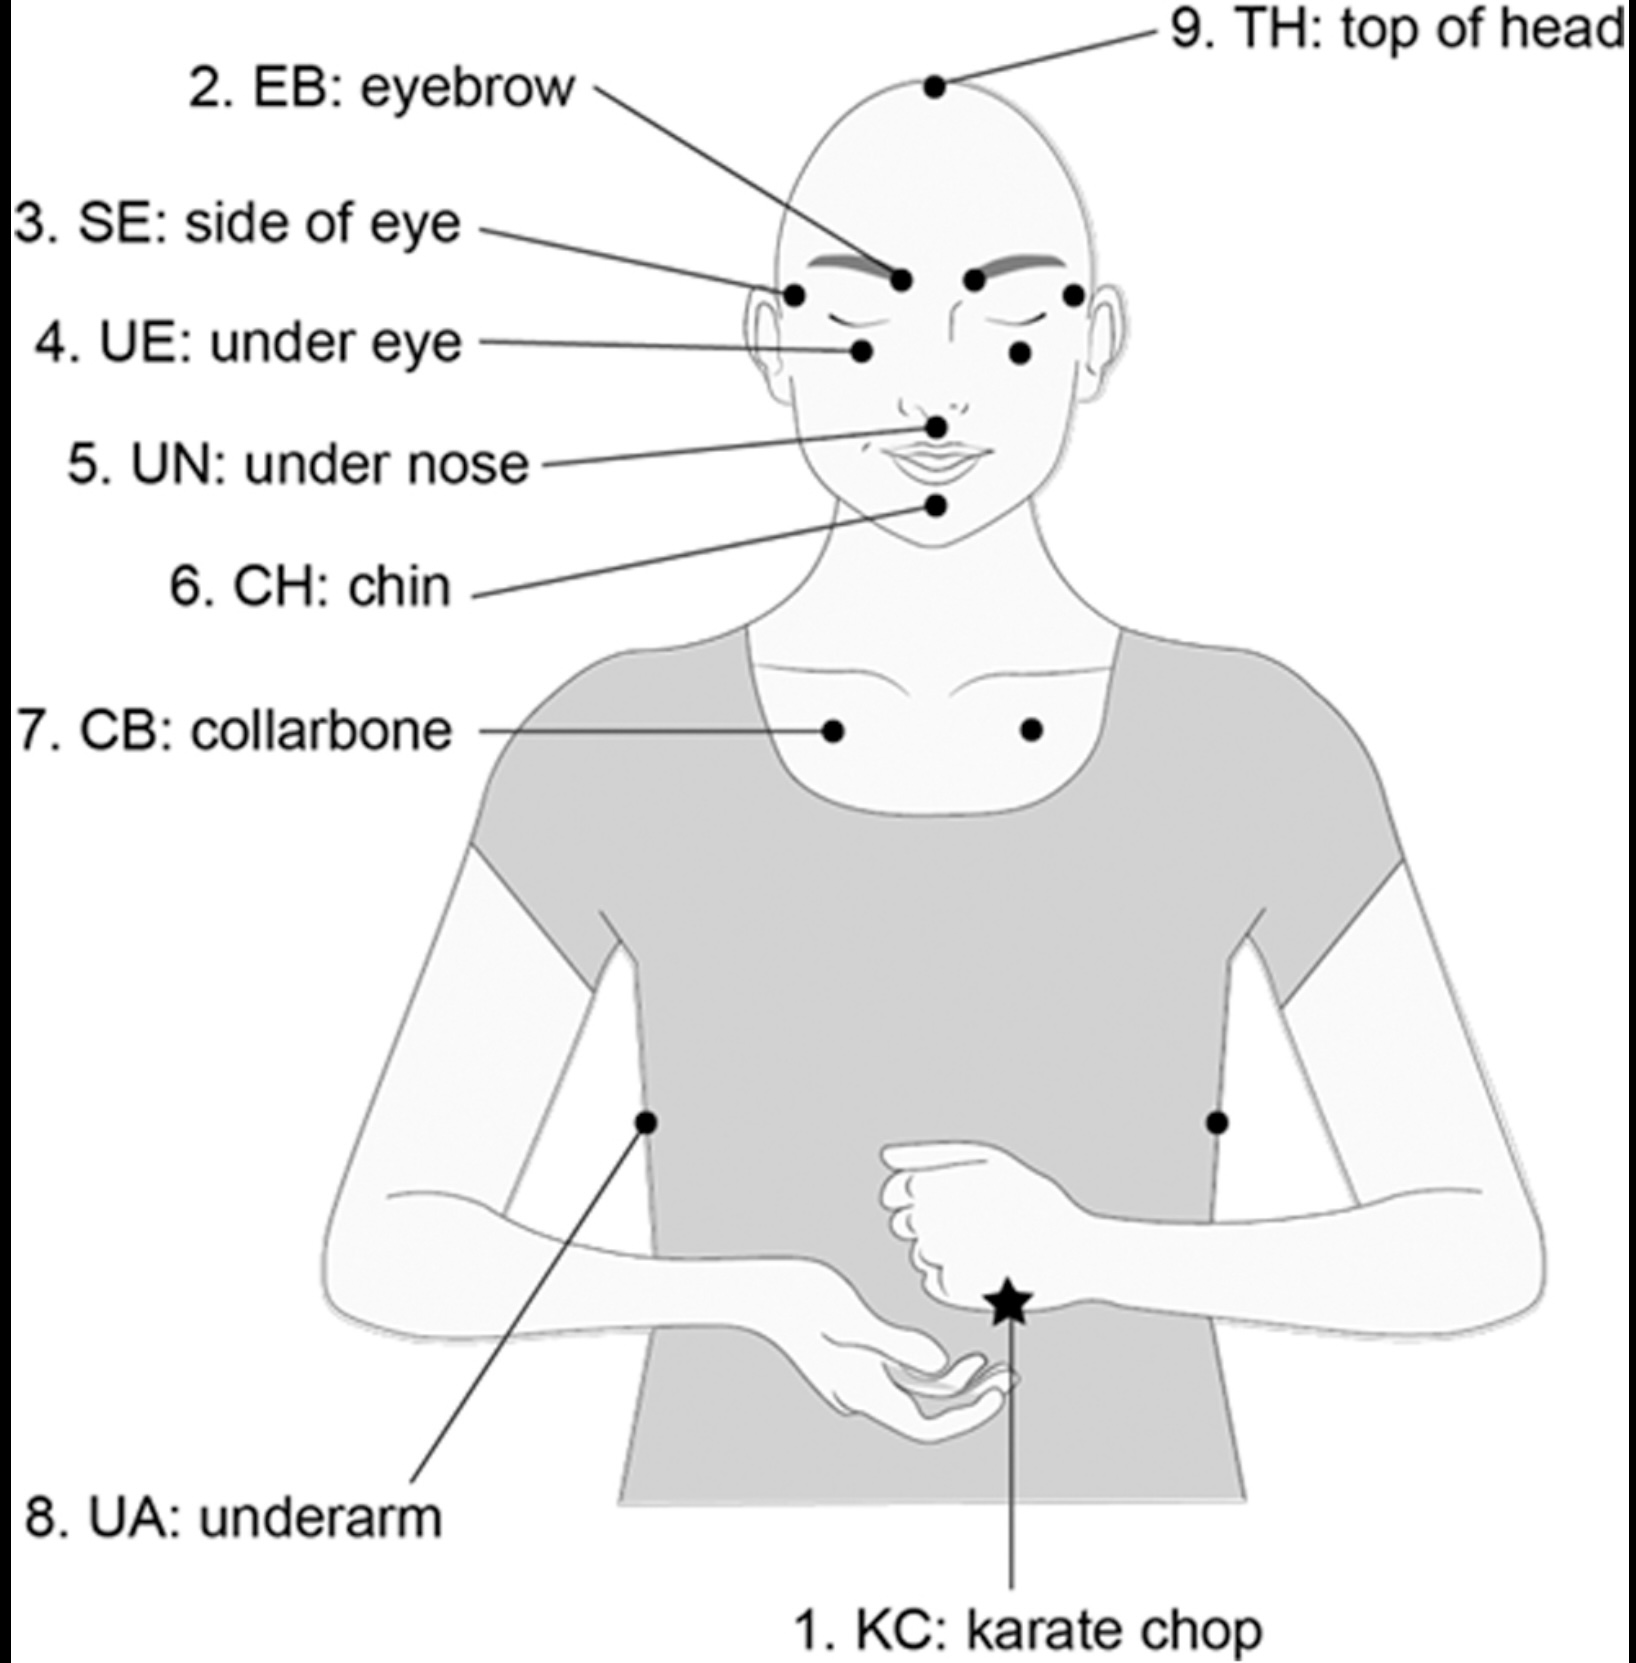 9. TH: top of head
2. EB: eyebrow
3. SE: side of eye
4. UE: under eye
5. UN: under nose
6. CH: chin
7. CB: collarbone
8. UA: underarm
1. KC: karate chop